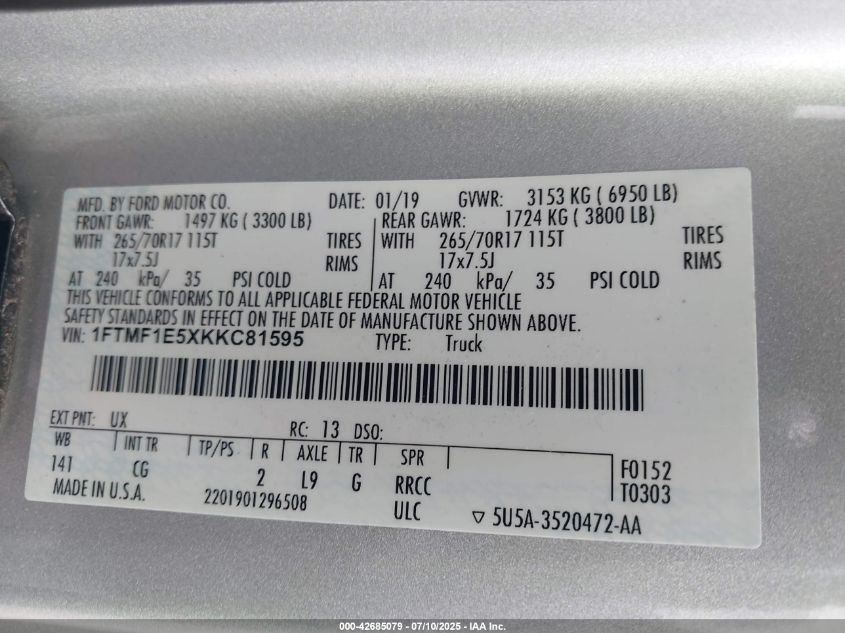 MFD. BY FORD MOTOR CO. DATE: 01/19 GVWR: 3153 KG ( 6950 LB)
FRONT GAWR: 1497 KG ( 3300 LB) REAR GAWR: 1724 KG ( 3800 LB)
WITH 265/70R17 115T TIRES WITH 265/70R17 115T TIRES
17x7.5J RIMS 17x7.5J RIMS
AT 240 kPa/ 35 PSI COLD AT 240 kPa/ 35 PSI COLD
THIS VEHICLE CONFORMS TO ALL APPLICABLE FEDERAL MOTOR VEHICLE
SAFETY STANDARDS IN EFFECT ON THE DATE OF MANUFACTURE SHOWN ABOVE.
VIN: 1FTMF1E5XKKC81595 TYPE: Truck
EXT PNT: UX RC: 13 DSO:
WB INT TR TP/PS R AXLE TR SPR
141 CG 2 L9 G RRCC F0152
MADE IN U.S.A. 2201901296508 ULC T0303
▽ 5U5A-3520472-AA
000-42685079 - 07/10/2025 - IAA Inc.